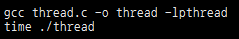 gcc thread.c -o thread -lpthread
time ./thread